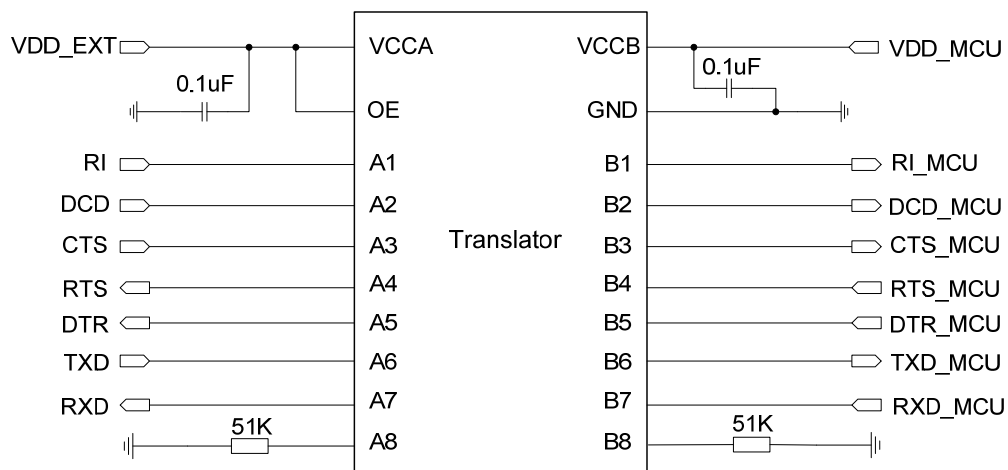 VDD_EXT VCCA VCCB VDD_MCU
0.1uF 0.1uF
OE GND
RI A1 B1 RI_MCU
DCD A2 B2 DCD_MCU
Translator
CTS A3 B3 CTS_MCU
RTS A4 B4 RTS_MCU
DTR A5 B5 DTR_MCU
TXD A6 B6 TXD_MCU
RXD A7 B7 RXD_MCU
51K A8 B8 51K